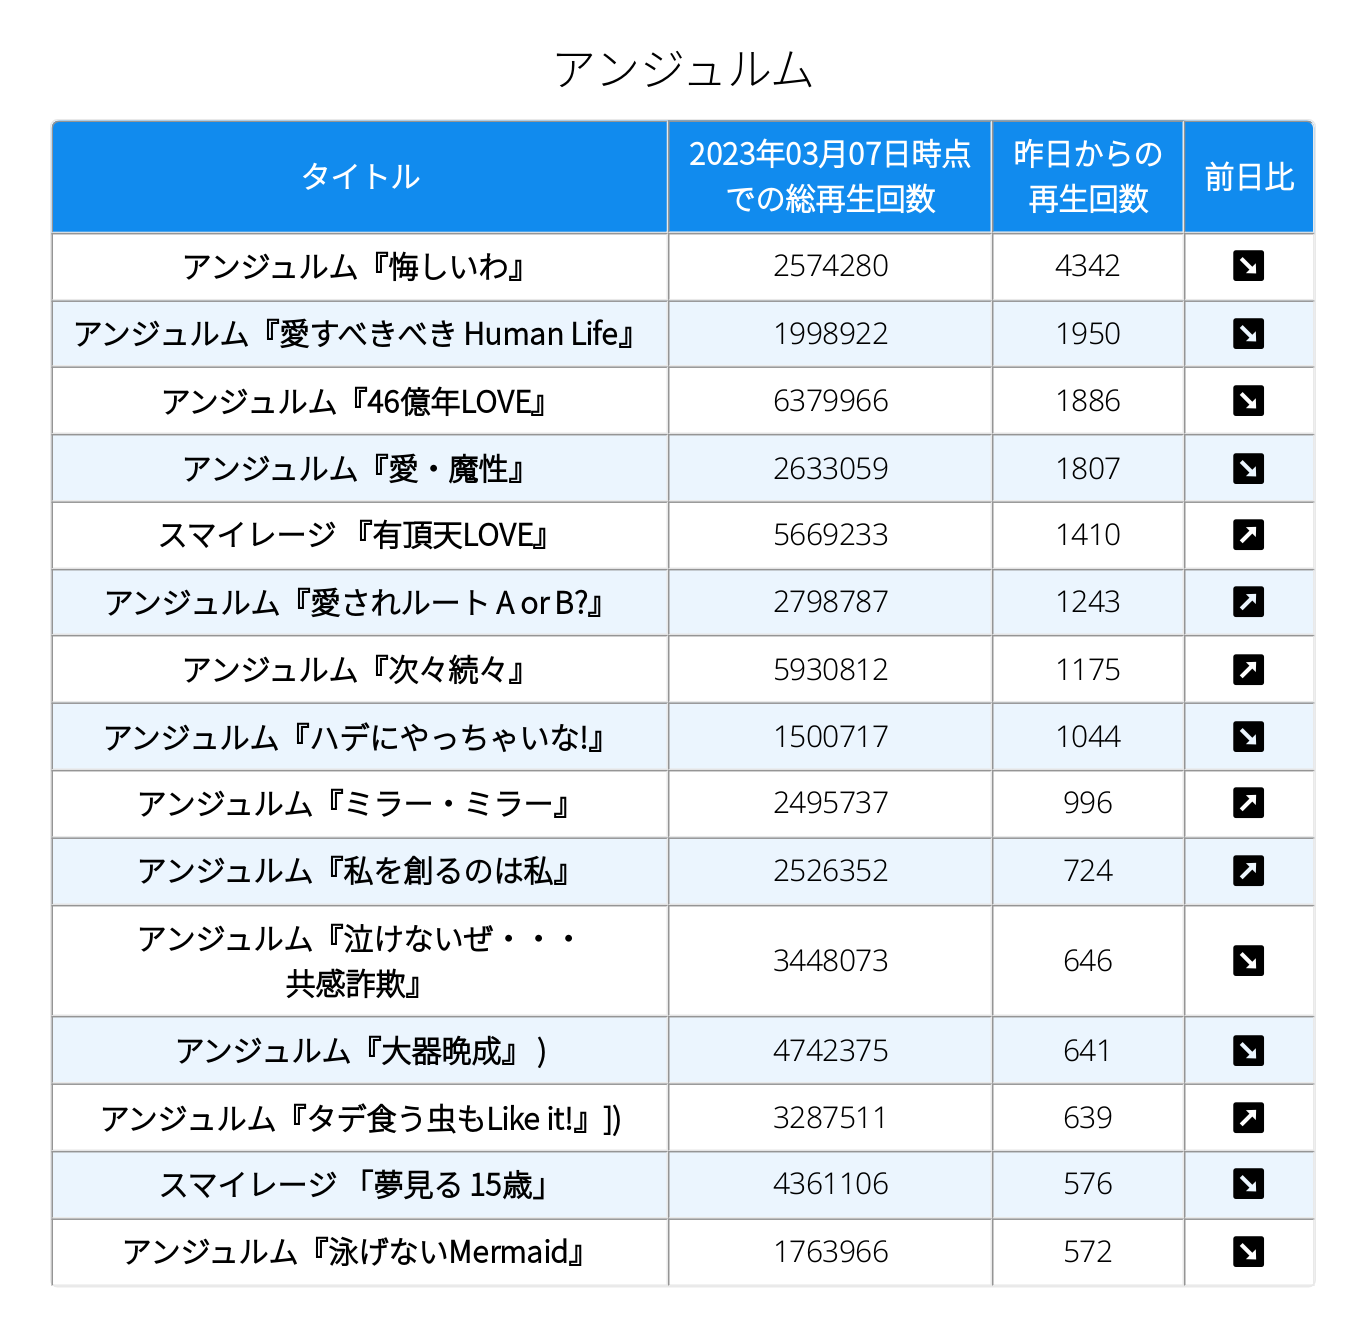 アンジュルム
タイトル 2023年03月07日時点 昨日からの 前日比
での総再生回数 再生回数
アンジュルム『悔しいわ』 2574280 4342
アンジュルム『愛すべきべき Human Life』 1998922 1950
アンジュルム『46億年LOVE』 6379966 1886
アンジュルム『愛・魔性』 2633059 1807
スマイレージ 『有頂天LOVE』 5669233 1410
アンジュルム『愛されルート A or B?』 2798787 1243
アンジュルム『次々続々』 5930812 1175
アンジュルム『ハデにやっちゃいな!』 1500717 1044
アンジュルム『ミラー・ミラー』 2495737 996
アンジュルム『私を創るのは私』 2526352 724
アンジュルム『泣けないぜ・・・
共感詐欺』 3448073 646
アンジュルム『大器晩成』 ) 4742375 641
アンジュルム『タデ食う虫もLike it!』]) 3287511 639
スマイレージ 「夢見る 15歳」 4361106 576
アンジュルム『泳げないMermaid』 1763966 572